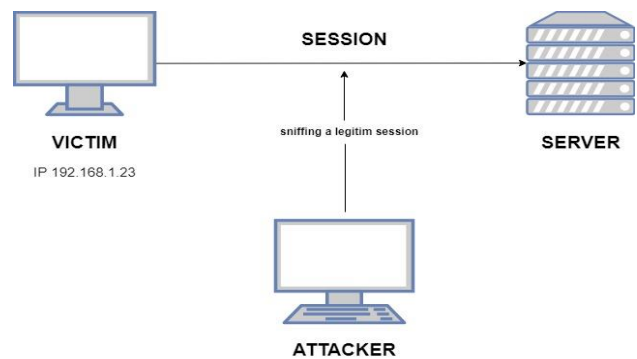 SESSION
sniffing a legitim session
VICTIM
IP 192.168.1.23
SERVER
ATTACKER